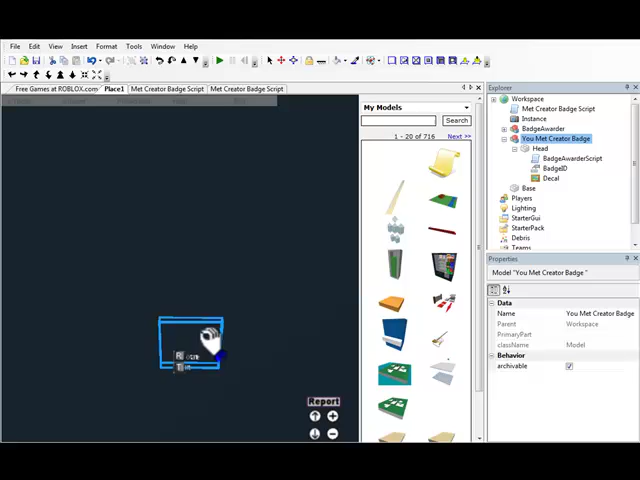 File Edit View Insert Format Tools Window Help
Free Games at ROBLOX.com Place1 Met Creator Badge Script Met Creator Badge Script
My Models
Search
1 - 20 of 716 Next >>
Report
Explorer
Workspace
Met Creator Badge Script
Instance
BadgeAwarder
You Met Creator Badge
Head
BadgeAwarderScript
BadgeID
Decal
Base
Players
Lighting
StarterGui
StarterPack
Debris
Teams
Properties
Model "You Met Creator Badge "
Data
Name You Met Creator Badge
Parent Workspace
PrimaryPart
className Model
Behavior
archivable